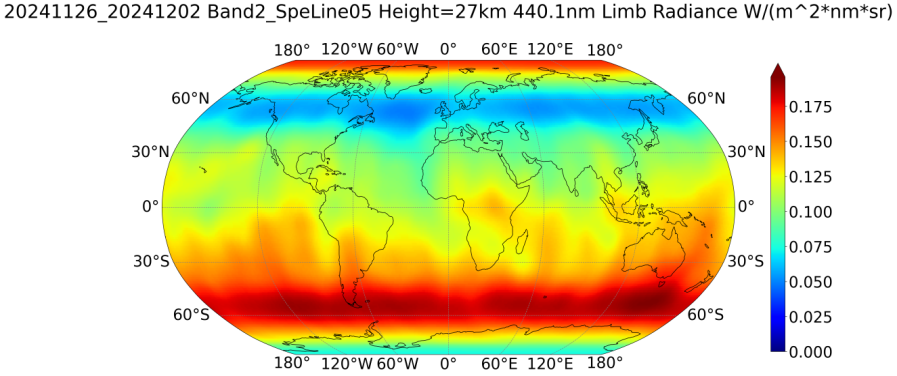 20241126_20241202 Band2_SpeLine05 Height=27km 440.1nm Limb Radiance W/(m^2*nm*sr)
180° 120°W 60°W 0° 60°E 120°E 180°
60°N 60°N
0.175
0.150
30°N 30°N
0.125
0° 0°
0.100
0.075
30°S 30°S
0.050
60°S 60°S
0.025
0.000
180° 120°W 60°W 0° 60°E 120°E 180°